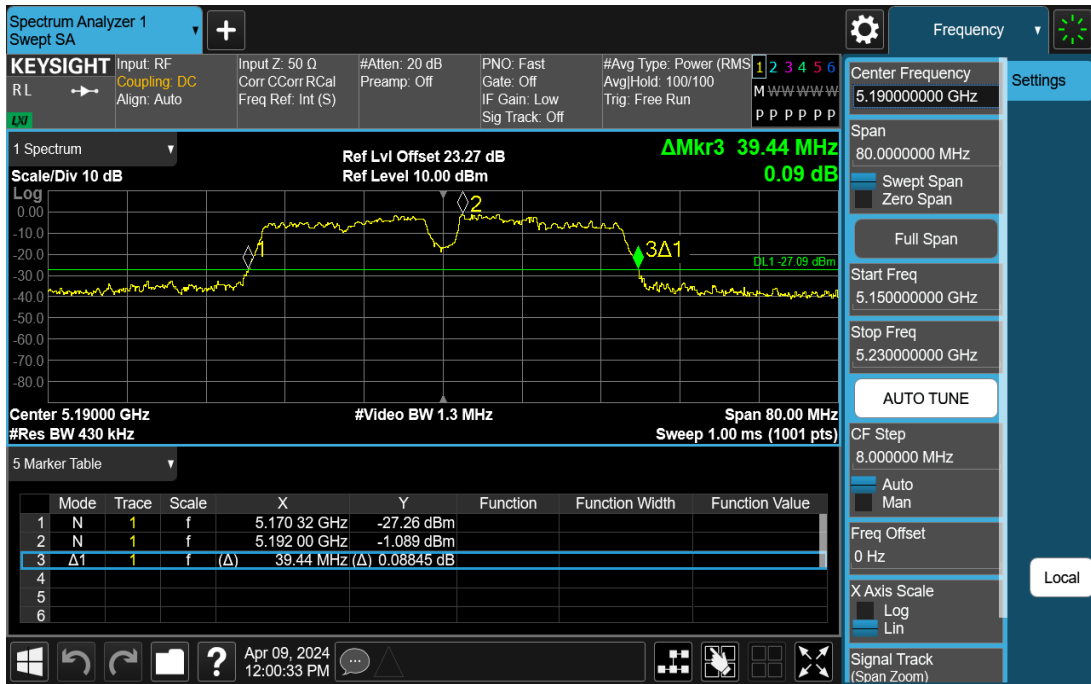 Spectrum Analyzer 1
Swept SA
+
Frequency
KEYSIGHT
R L
LXI
Input: RF
Coupling: DC
Align: Auto
Input Z: 50 Ω
Corr CCorr RCal
Freq Ref: Int (S)
#Atten: 20 dB
Preamp: Off
PNO: Fast
Gate: Off
IF Gain: Low
Sig Track: Off
#Avg Type: Power (RMS
Avg|Hold: 100/100
Trig: Free Run
1 2 3 4 5 6
M W W W W W
P P P P P P
1 Spectrum
Scale/Div 10 dB
Ref Lvl Offset 23.27 dB
Ref Level 10.00 dBm
ΔMkr3 39.44 MHz
0.09 dB
Log
0.00
-10.0
-20.0
-30.0
-40.0
-50.0
-60.0
-70.0
-80.0
1
2
3Δ1
DL1 -27.09 dBm
Center 5.19000 GHz
#Res BW 430 kHz
#Video BW 1.3 MHz
Span 80.00 MHz
Sweep 1.00 ms (1001 pts)
5 Marker Table
Mode Trace Scale X Y Function Function Width Function Value
1 N 1 f 5.170 32 GHz -27.26 dBm
2 N 1 f 5.192 00 GHz -1.089 dBm
3 Δ1 1 f (Δ) 39.44 MHz (Δ) 0.08845 dB
4
5
6
?
Apr 09, 2024
12:00:33 PM
Center Frequency
5.190000000 GHz
Span
80.0000000 MHz
Swept Span
Zero Span
Full Span
Start Freq
5.150000000 GHz
Stop Freq
5.230000000 GHz
AUTO TUNE
CF Step
8.000000 MHz
Auto
Man
Freq Offset
0 Hz
X Axis Scale
Log
Lin
Signal Track
(Span Zoom)
Settings
Local